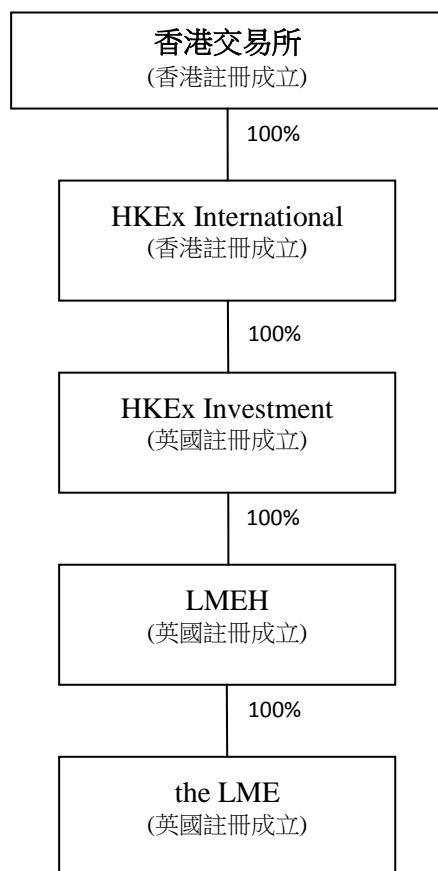 香港交易所
(香港註冊成立)
100%
HKEx International
(香港註冊成立)
100%
HKEx Investment
(英國註冊成立)
100%
LMEH
(英國註冊成立)
100%
the LME
(英國註冊成立)